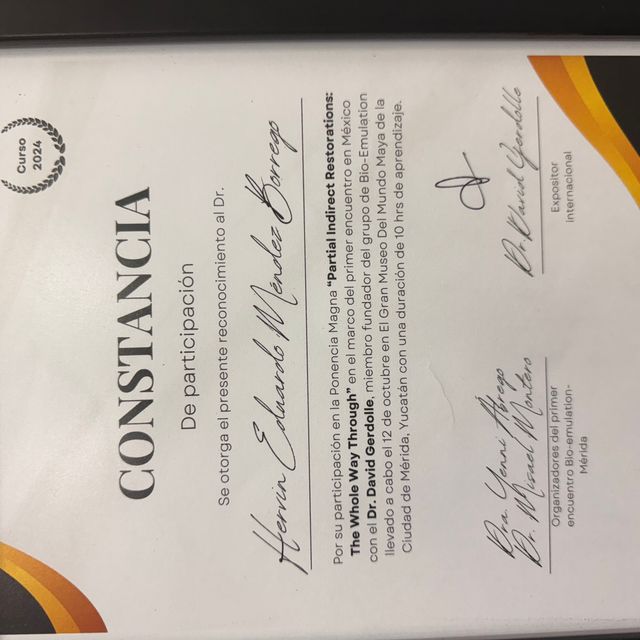 Curso
2024
CONSTANCIA
De participación
Se otorga el presente reconocimiento al Dr.
Hervin Eduardo Méndez Borrego
Por su participación en la Ponencia Magna "Partial Indirect Restorations:
The Whole Way Through" en el marco del primer encuentro en México
con el Dr. David Gerdolle, miembro fundador del grupo de Bio-Emulation
llevado a cabo el 12 de octubre en El Gran Museo Del Mundo Maya de la
Ciudad de Mérida, Yucatán con una duración de 10 hrs de aprendizaje.
Dra. Yenni Abrego
Dr. Misael Montero
Organizadores del primer
encuentro Bio-emulation-
Mérida
Dr. David Gerdolle
Expositor
internacional